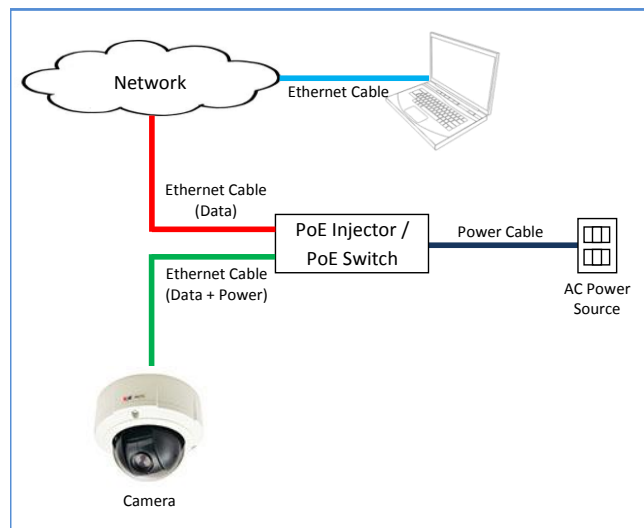 Network
Ethernet Cable
Ethernet Cable
(Data)
PoE Injector /
PoE Switch
Power Cable
Ethernet Cable
(Data + Power)
AC Power
Source
Camera